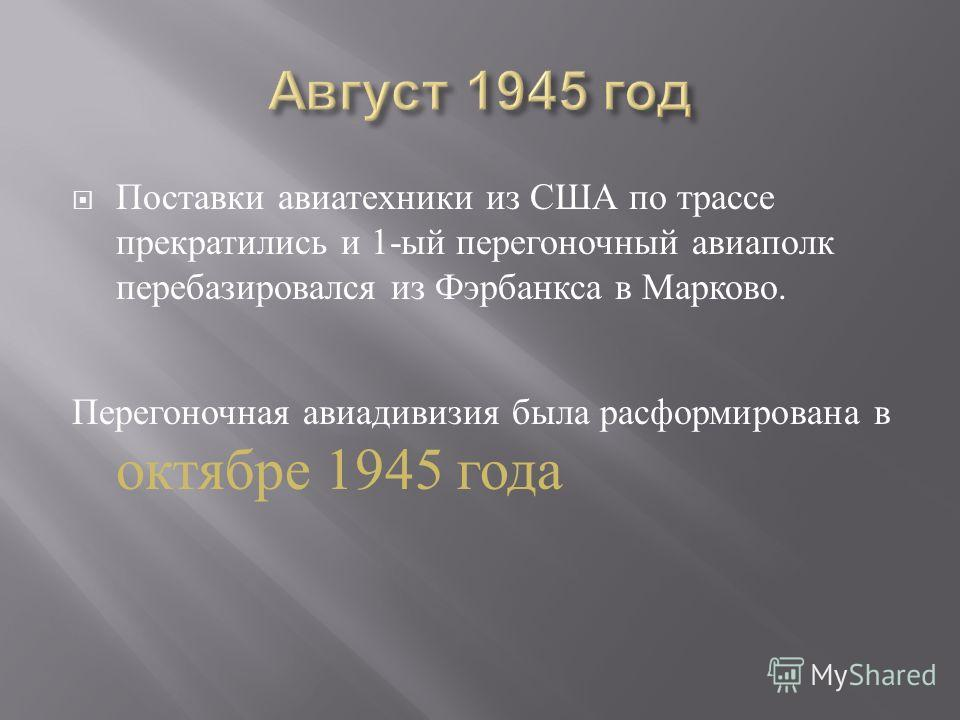 Август 1945 год
Поставки авиатехники из США по трассе
прекратились и 1-ый перегоночный авиаполк
перебазировался из Фэрбанкса в Марково.
Перегоночная авиадивизия была расформирована в
октябре 1945 года
MyShared